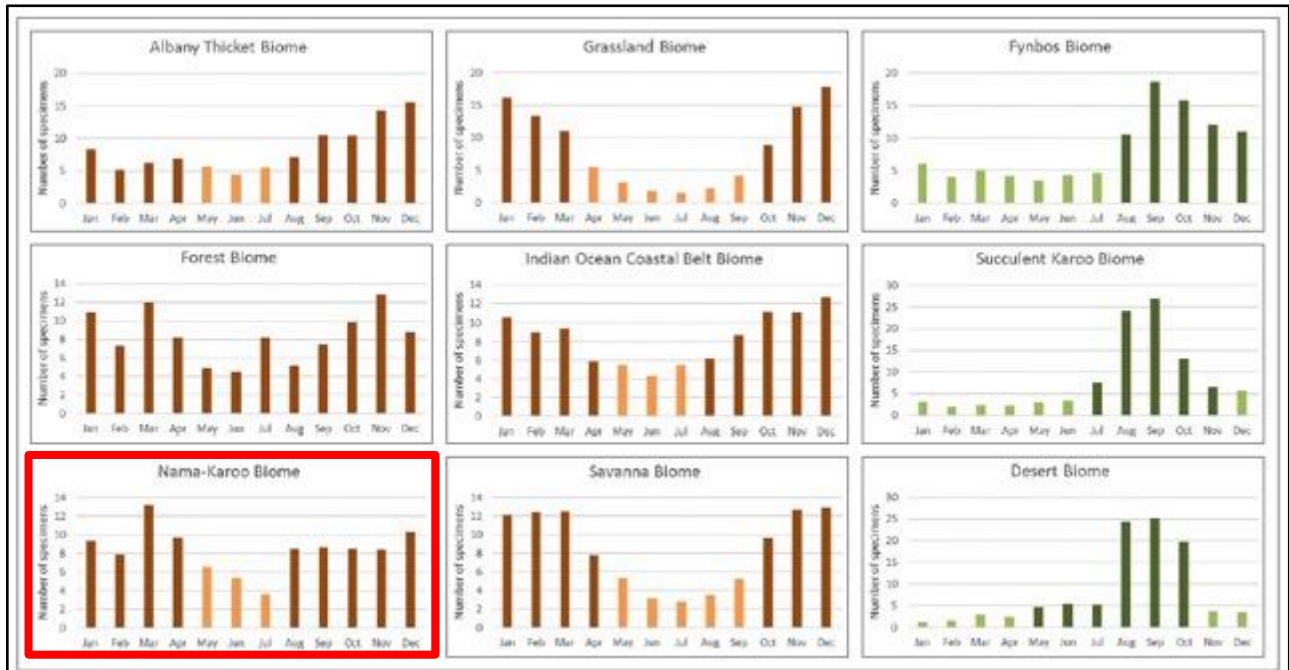 Albany Thicket Biome
Number of specimens
20
15
10
5
0
Jan Feb Mar Apr May Jun Jul Aug Sep Oct Nov Dec
Grassland Biome
Number of specimens
20
15
10
5
0
Jan Feb Mar Apr May Jun Jul Aug Sep Oct Nov Dec
Fynbos Biome
Number of specimens
20
15
10
5
0
Jan Feb Mar Apr May Jun Jul Aug Sep Oct Nov Dec
Forest Biome
Number of specimens
14
12
10
8
6
4
2
0
Jan Feb Mar Apr May Jun Jul Aug Sep Oct Nov Dec
Indian Ocean Coastal Belt Biome
Number of specimens
14
12
10
8
6
4
2
0
Jan Feb Mar Apr May Jun Jul Aug Sep Oct Nov Dec
Succulent Karoo Biome
Number of specimens
30
25
20
15
10
5
0
Jan Feb Mar Apr May Jun Jul Aug Sep Oct Nov Dec
Nama-Karoo Biome
Number of specimens
14
12
10
8
6
4
2
0
Jan Feb Mar Apr May Jun Jul Aug Sep Oct Nov Dec
Savanna Biome
Number of specimens
14
12
10
8
6
4
2
0
Jan Feb Mar Apr May Jun Jul Aug Sep Oct Nov Dec
Desert Biome
Number of specimens
30
25
20
15
10
5
0
Jan Feb Mar Apr May Jun Jul Aug Sep Oct Nov Dec